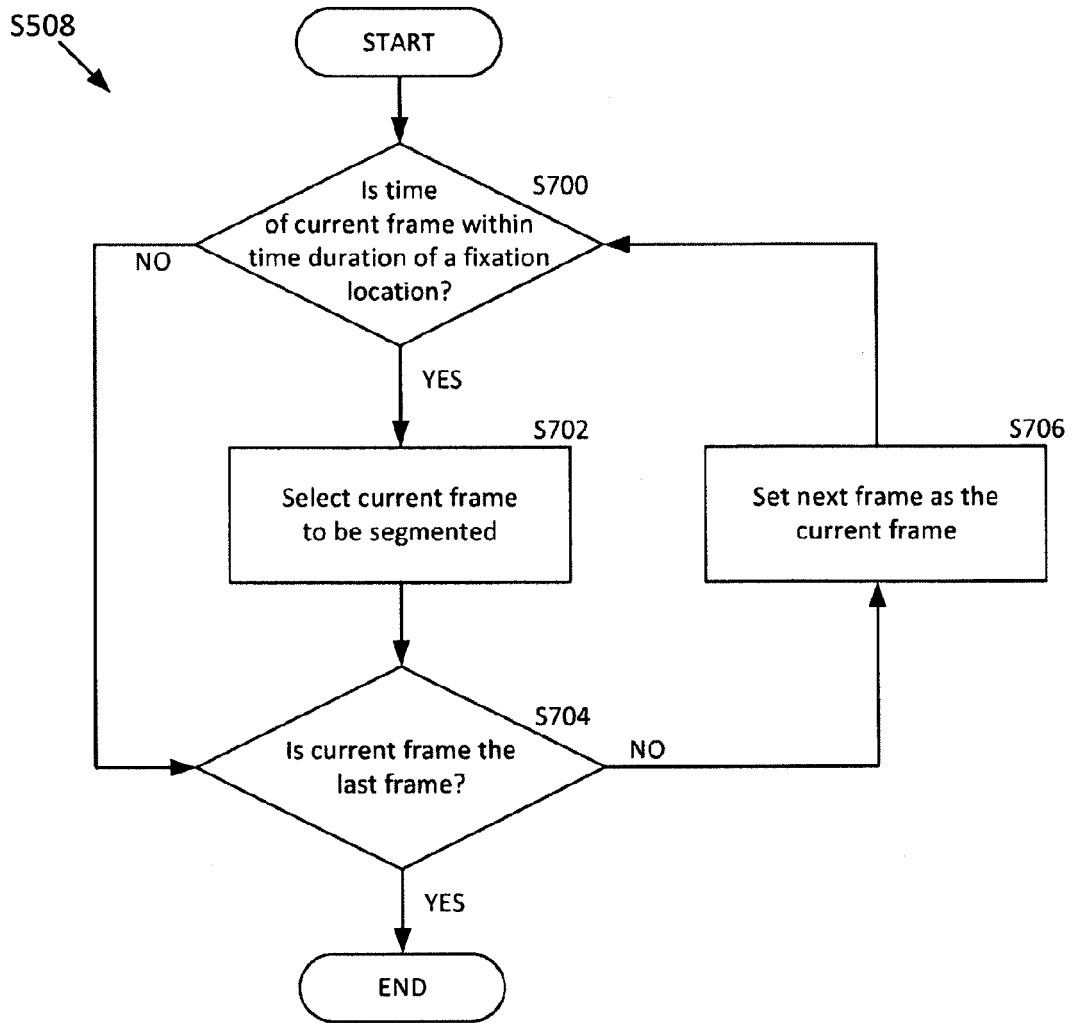 S508
START
S700
Is time
of current frame within
time duration of a fixation
location?
NO
YES
S702
Select current frame
to be segmented
S706
Set next frame as the
current frame
S704
Is current frame the
last frame?
NO
YES
END